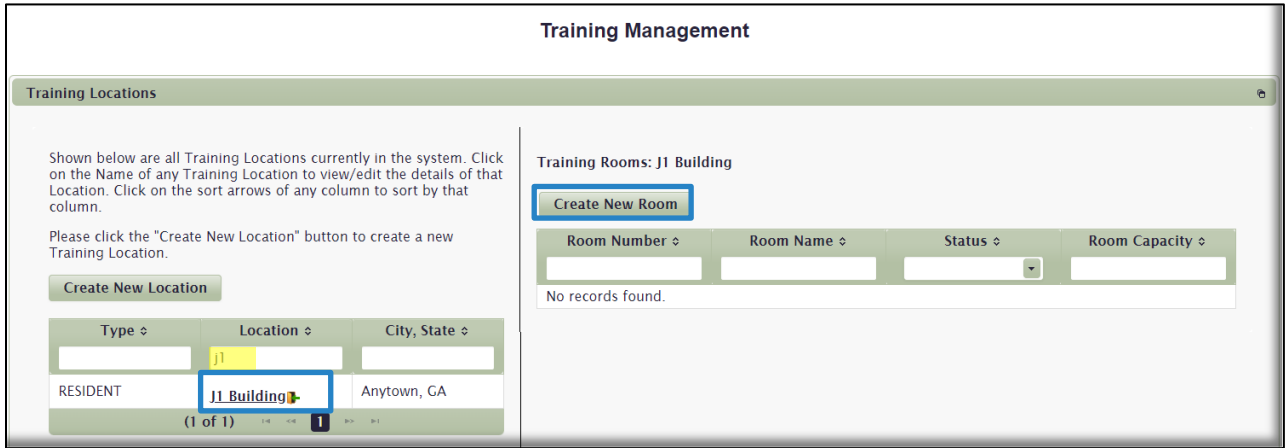 Training Management
Training Locations
Shown below are all Training Locations currently in the system. Click
on the Name of any Training Location to view/edit the details of that
Location. Click on the sort arrows of any column to sort by that
column.
Please click the "Create New Location" button to create a new
Training Location.
Create New Location
Type Location City, State
j1
RESIDENT J1 Building Anytown, GA
(1 of 1) 1
Training Rooms: J1 Building
Create New Room
Room Number Room Name Status Room Capacity
No records found.